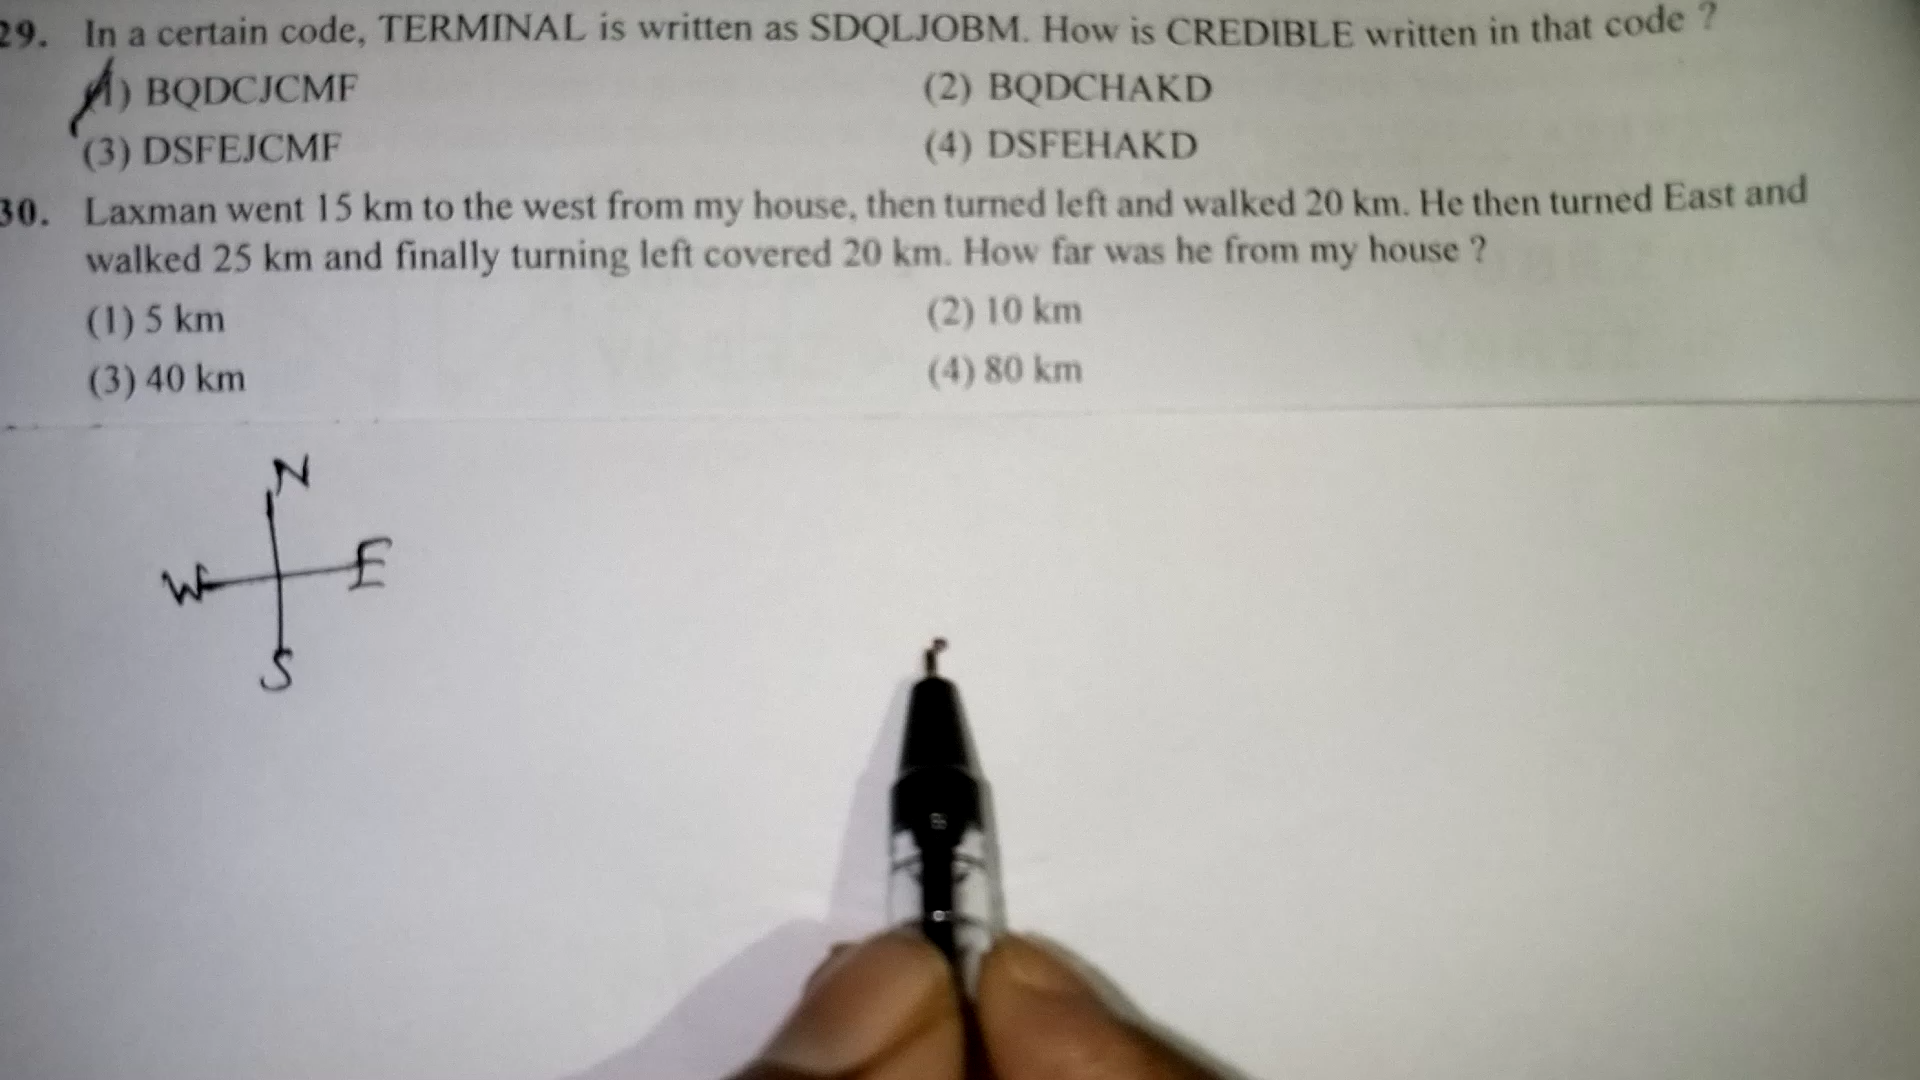 29. In a certain code, TERMINAL is written as SDQLJOBM. How is CREDIBLE written in that code ?
(1) BQDCJCMF (2) BQDCHAKD
(3) DSFEJCMF (4) DSFEHAKD
30. Laxman went 15 km to the west from my house, then turned left and walked 20 km. He then turned East and
walked 25 km and finally turning left covered 20 km. How far was he from my house ?
(1) 5 km (2) 10 km
(3) 40 km (4) 80 km
N
W E
S